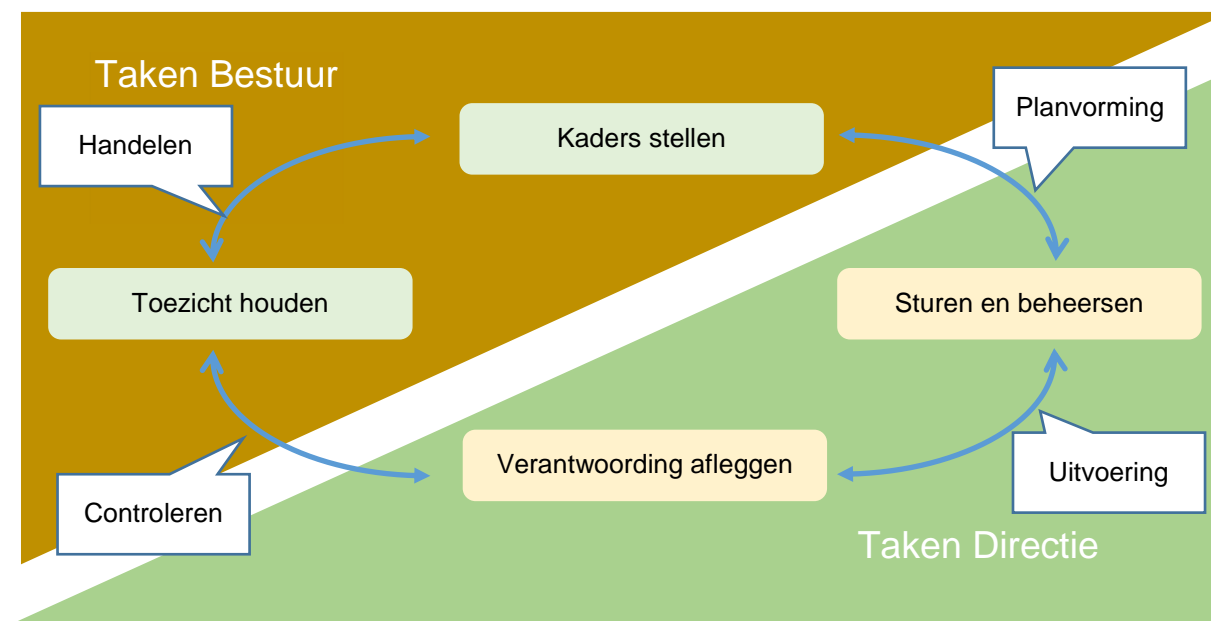 Taken Bestuur
Handelen
Kaders stellen
Planvorming
Toezicht houden
Sturen en beheersen
Verantwoording afleggen
Controleren
Uitvoering
Taken Directie